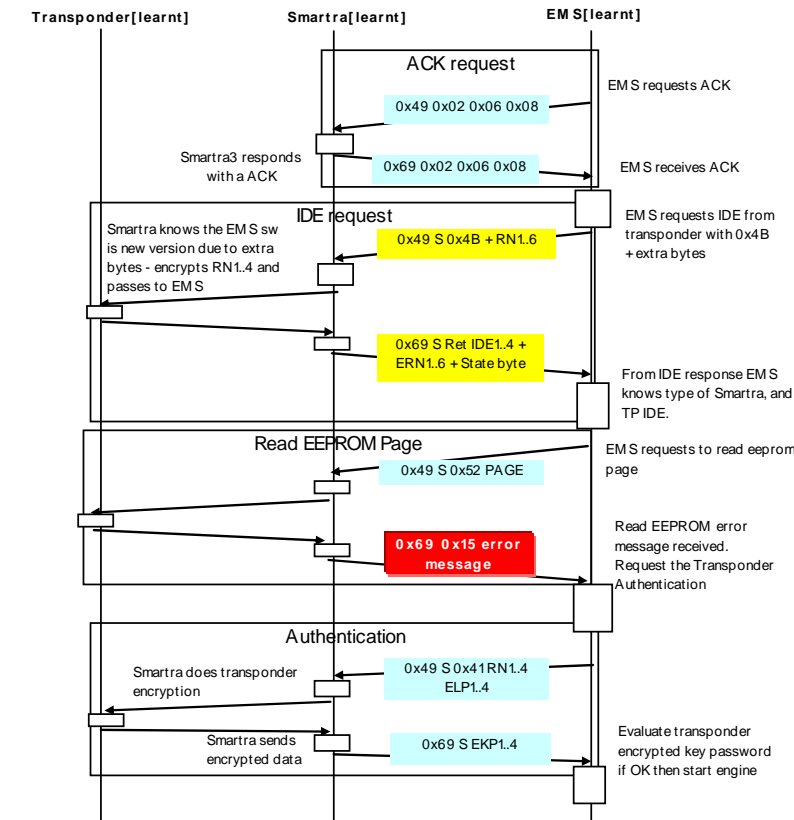 Transponder[learnt]
Smartra[learnt]
EMS[learnt]
ACK request
EMS requests ACK
0x49 0x02 0x06 0x08
Smartra3 responds
with a ACK
0x69 0x02 0x06 0x08
EMS receives ACK
IDE request
Smartra knows the EMS sw
is new version due to extra
bytes - encrypts RN1..4 and
passes to EMS
0x49 S 0x4B + RN1..6
EMS requests IDE from
transponder with 0x4B
+extra bytes
0x69 S Ret IDE1..4 +
ERN1..6 + State byte
From IDE response EMS
knows type of Smartra, and
TP IDE.
Read EEPROM Page
EMS requests to read eeprom
page
0x49 S 0x52 PAGE
0x69 0x15 error
message
Read EEPROM error
message received.
Request the Transponder
Authentication
Authentication
Smartra does transponder
encryption
0x49 S 0x41 RN1..4
ELP1..4
Smartra sends
encrypted data
0x69 S EKP1..4
Evaluate transponder
encrypted key password
if OK then start engine